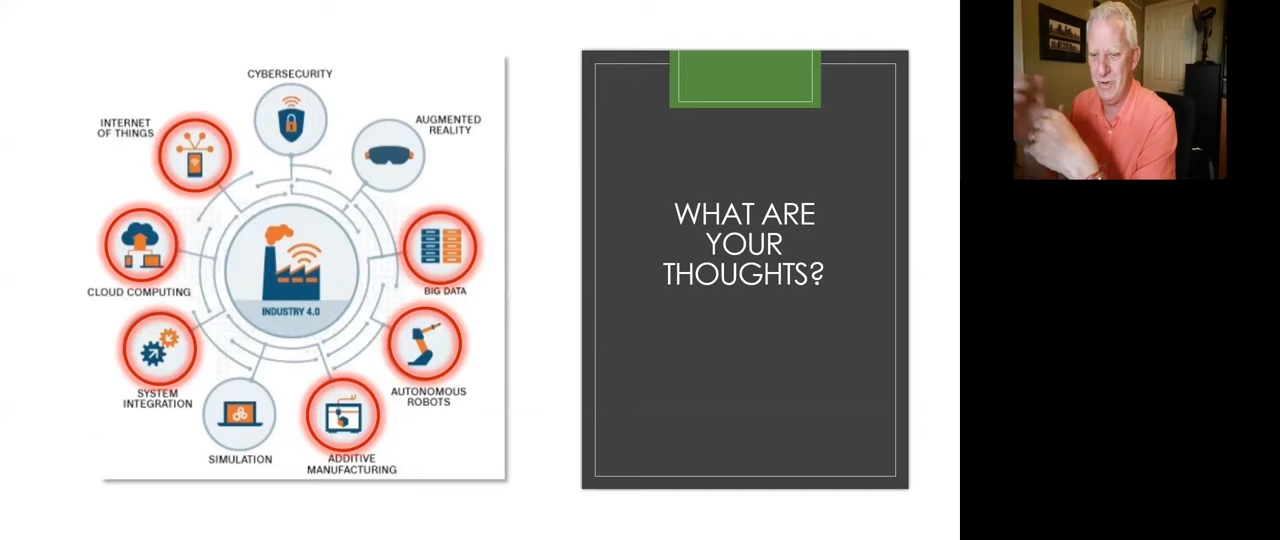 CYBERSECURITY
INTERNET
OF THINGS
AUGMENTED
REALITY
CLOUD COMPUTING
BIG DATA
INDUSTRY 4.0
SYSTEM
INTEGRATION
AUTONOMOUS
ROBOTS
SIMULATION
ADDITIVE
MANUFACTURING
WHAT ARE
YOUR
THOUGHTS?